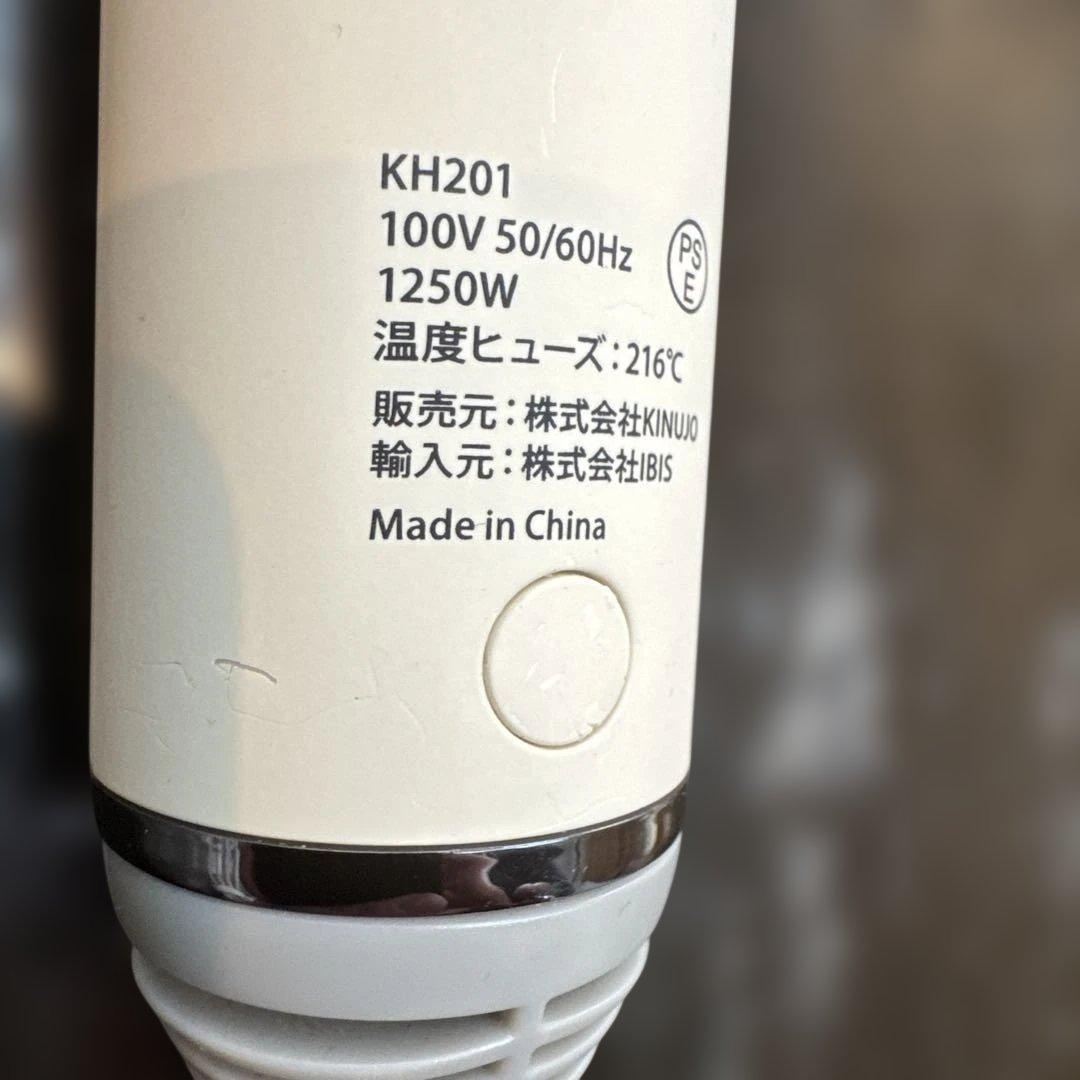 KH201
100V 50/60Hz
PS
E
1250W
温度ヒューズ:216℃
販売元:株式会社KINUJO
輸入元:株式会社IBIS
Made in China